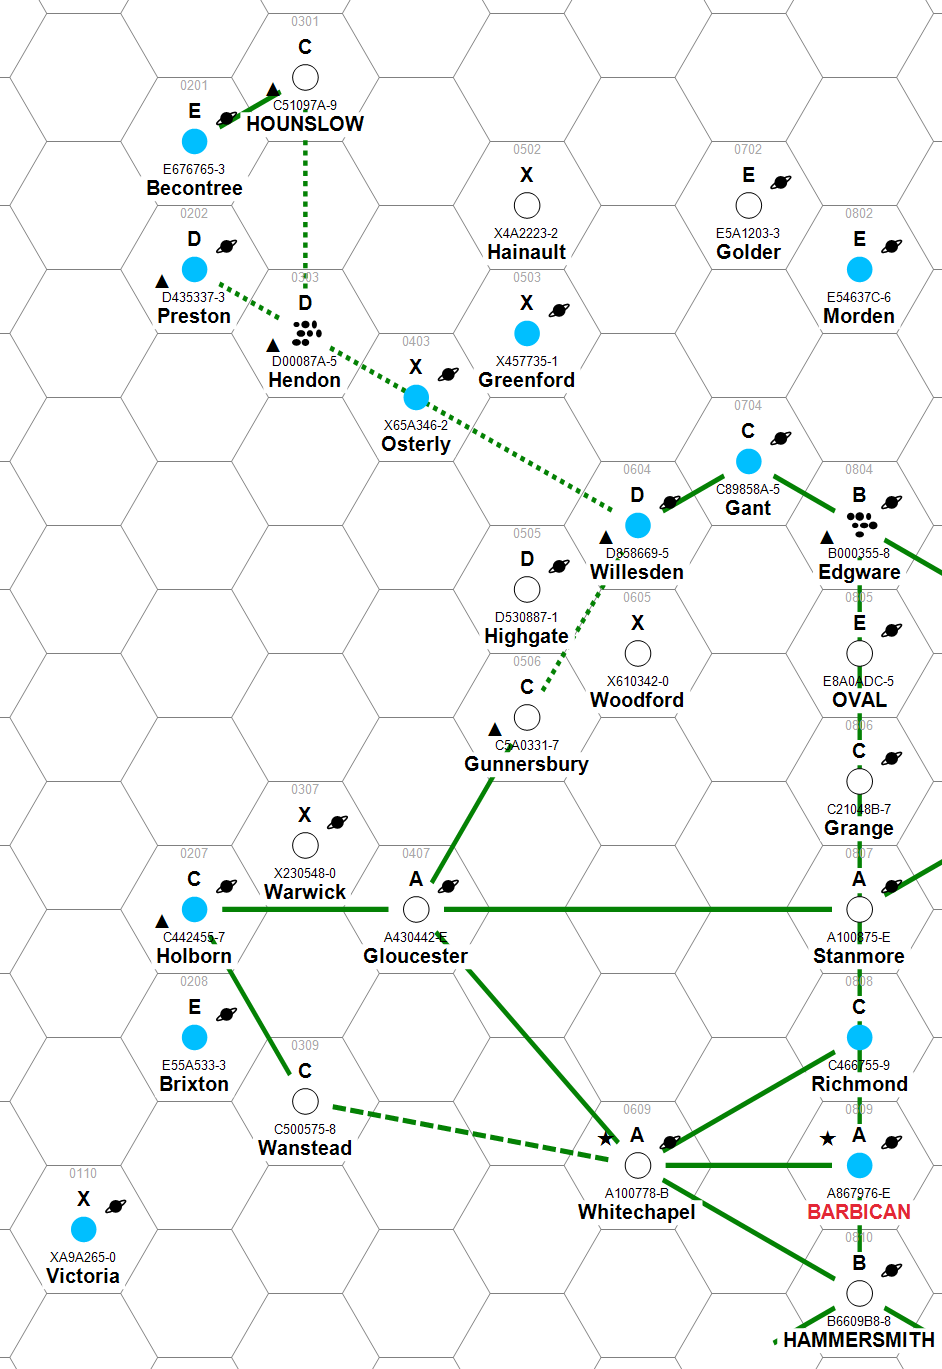 0301
C
C51097A-9
HOUNSLOW
0201
E
E676765-3
Becontree
0502
X
X4A2223-2
Hainault
0702
E
E5A1203-3
Golder
0202
D
D435337-3
Preston
0802
E
E54637C-6
Morden
0303
D
D00087A-5
Hendon
0503
X
X457735-1
Greenford
0403
X
X65A346-2
Osterly
0704
C
C89858A-5
Gant
0604
D
D858669-5
Willesden
0804
B
B000355-8
Edgware
0505
D
D530887-1
Highgate
0605
X
X610342-0
Woodford
0805
E
E8A0ADC-5
OVAL
0506
C
C5A0331-7
Gunnersbury
0806
C
C21048B-7
Grange
0307
X
X230548-0
Warwick
0207
C
C442455-7
Holborn
0407
A
A430442-E
Gloucester
0807
A
A100875-E
Stanmore
0208
E
E55A533-3
Brixton
0808
C
C466755-9
Richmond
0309
C
C500575-8
Wanstead
0609
A
A100778-B
Whitechapel
0809
A
A867976-E
BARBICAN
0110
X
XA9A265-0
Victoria
0810
B
B6609B8-8
HAMMERSMITH